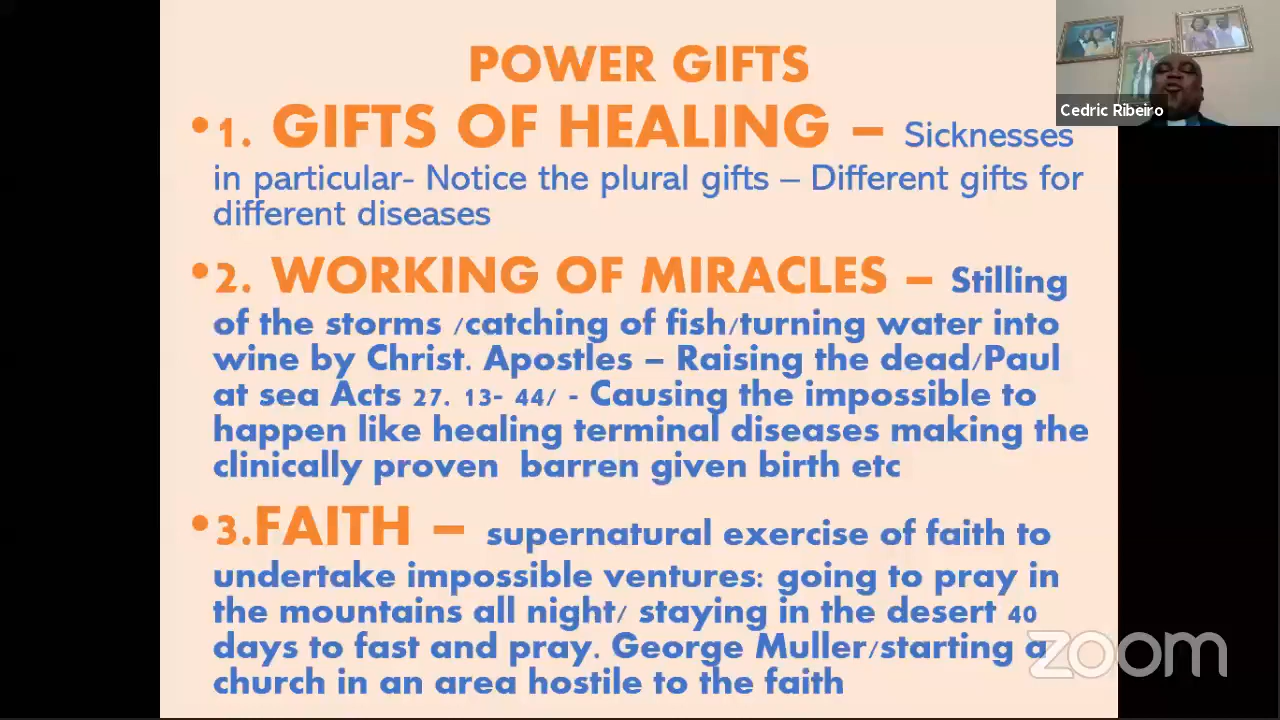 POWER GIFTS
Cedric Ribeiro
•1. GIFTS OF HEALING – Sicknesses
in particular- Notice the plural gifts – Different gifts for
different diseases
•2. WORKING OF MIRACLES – Stilling
of the storms /catching of fish/turning water into
wine by Christ. Apostles – Raising the dead/Paul
at sea Acts 27. 13- 44/ - Causing the impossible to
happen like healing terminal diseases making the
clinically proven  barren given birth etc
•3.FAITH – supernatural exercise of faith to
undertake impossible ventures: going to pray in
the mountains all night/ staying in the desert 40
days to fast and pray. George Muller/starting a
church in an area hostile to the faith
zoom